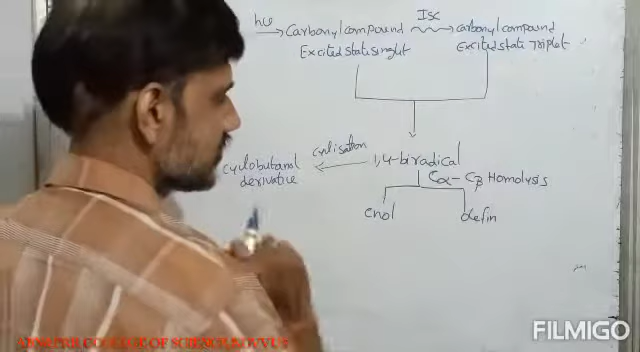 hν → Carbonyl compound ISC carbonyl compound
Excited state singlet Excited state Triplet
cyclobutanol cyclisation 1,4-biradical
derivative Cα - Cβ Homolysis
enol olefin
FILMIGO